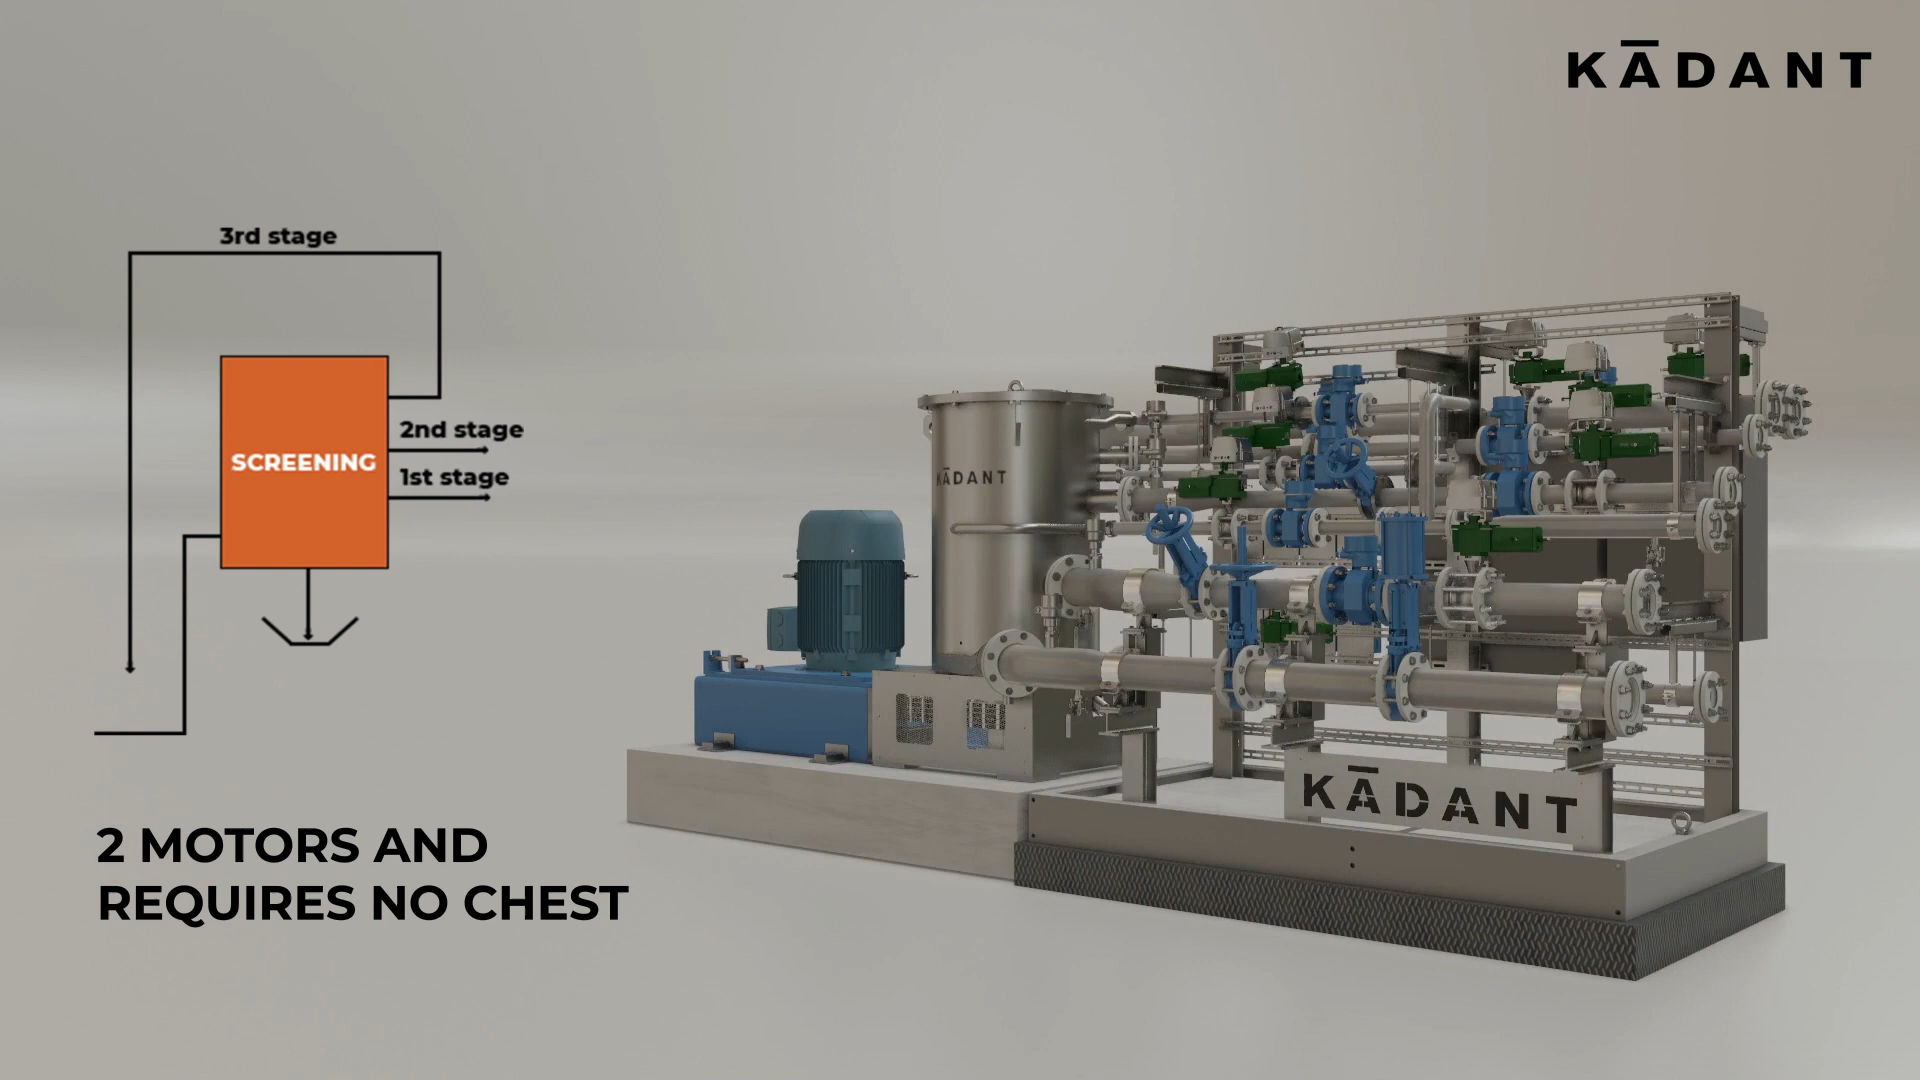 KĀDANT
3rd stage
2nd stage
SCREENING
1st stage
KĀDANT
KĀDANT
2 MOTORS AND
REQUIRES NO CHEST